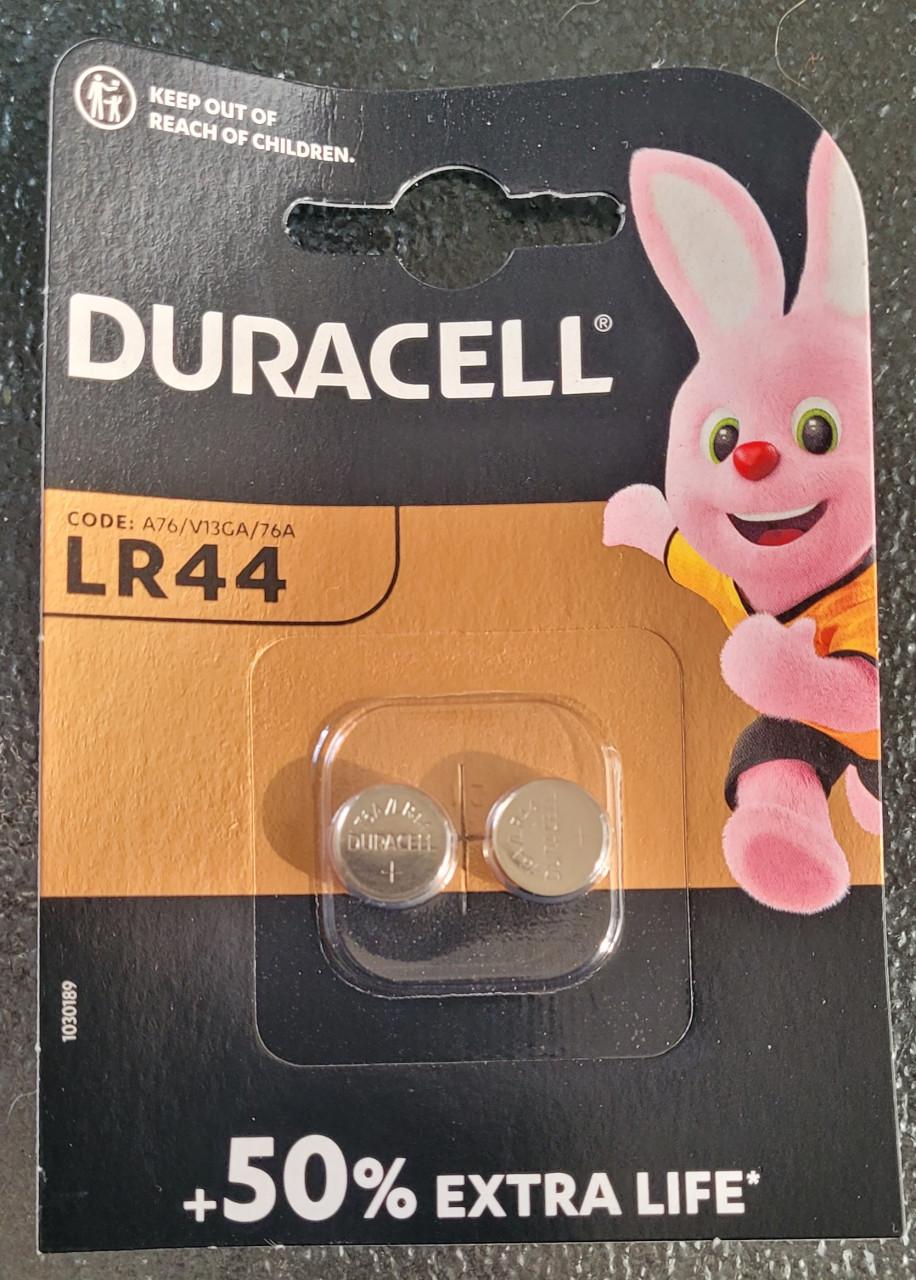 KEEP OUT OF
REACH OF CHILDREN.
DURACELL®
CODE: A76/V13GA/76A
LR44
DURACELL
+
1030189
+50% EXTRA LIFE*